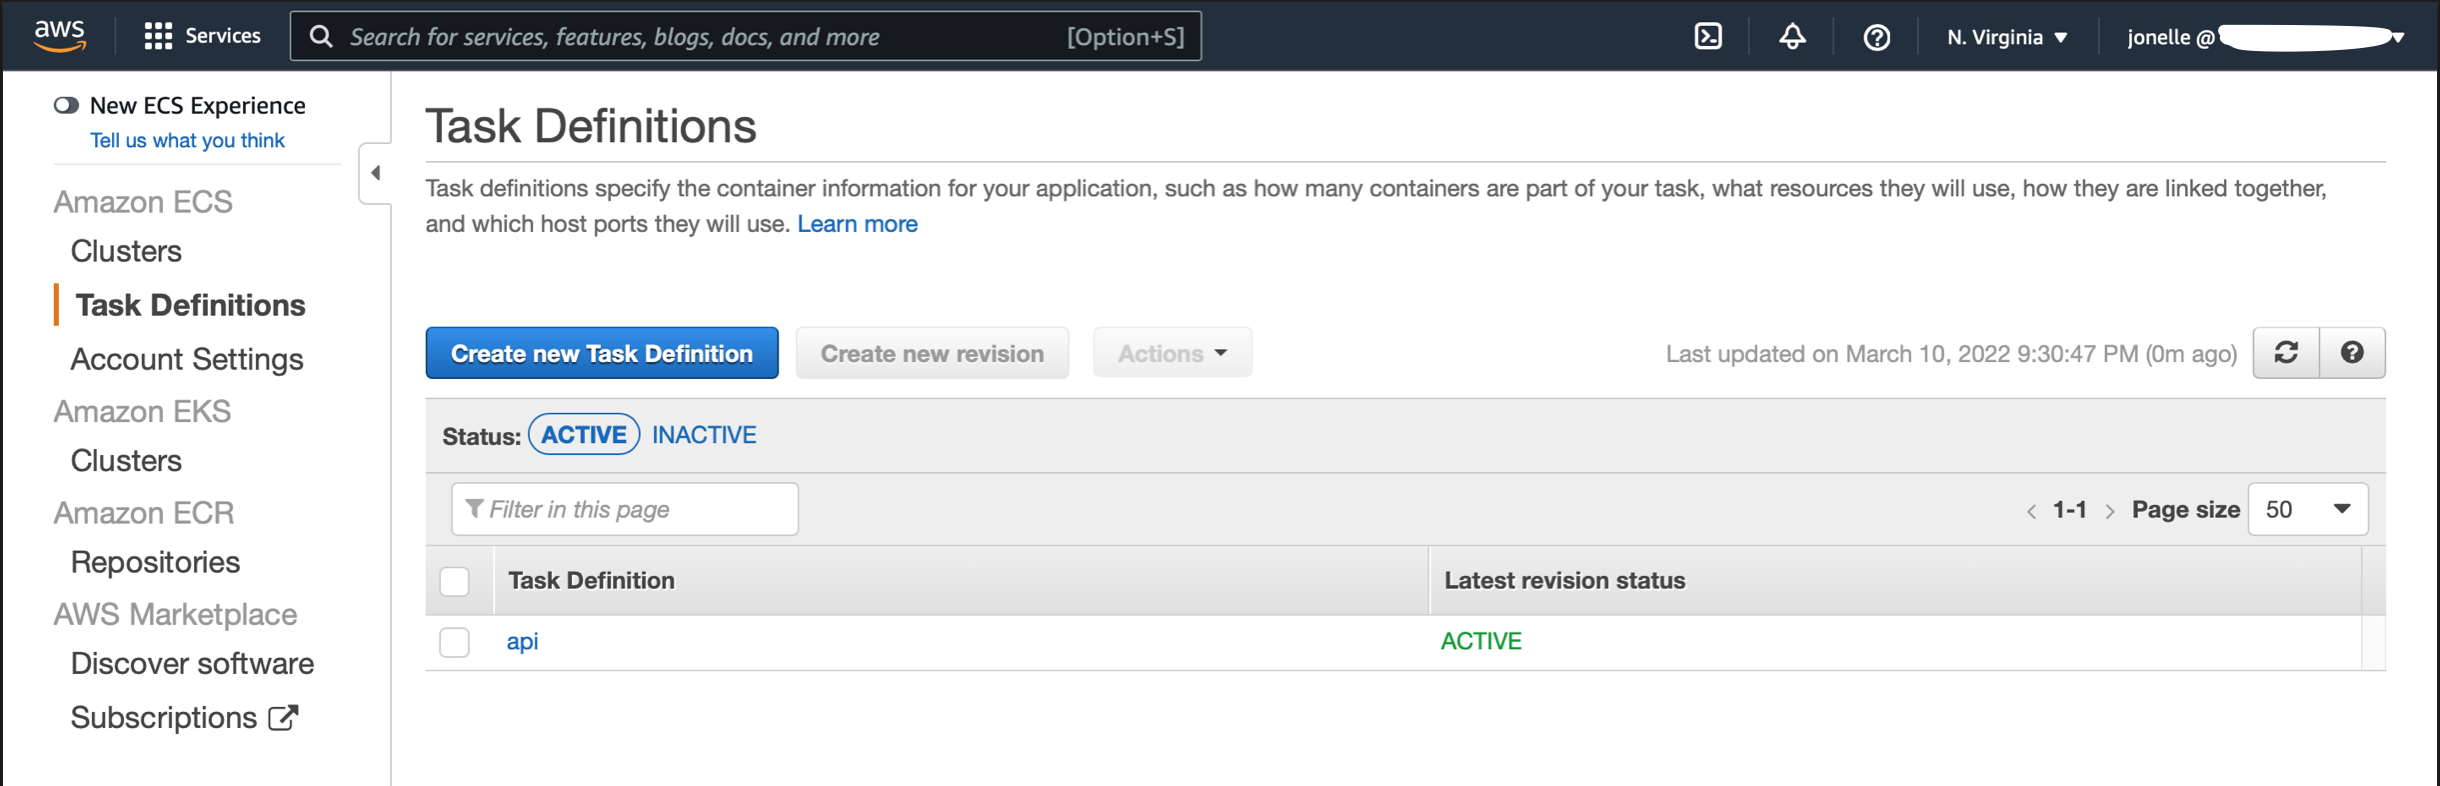 aws
Services
Search for services, features, blogs, docs, and more
[Option+S]
N. Virginia
jonelle @
New ECS Experience
Tell us what you think
Amazon ECS
Clusters
Task Definitions
Account Settings
Amazon EKS
Clusters
Amazon ECR
Repositories
AWS Marketplace
Discover software
Subscriptions
Task Definitions
Task definitions specify the container information for your application, such as how many containers are part of your task, what resources they will use, how they are linked together,
and which host ports they will use. Learn more
Create new Task Definition
Create new revision
Actions
Last updated on March 10, 2022 9:30:47 PM (0m ago)
Status: ACTIVE INACTIVE
Filter in this page
< 1-1 > Page size 50
Task Definition
Latest revision status
api
ACTIVE